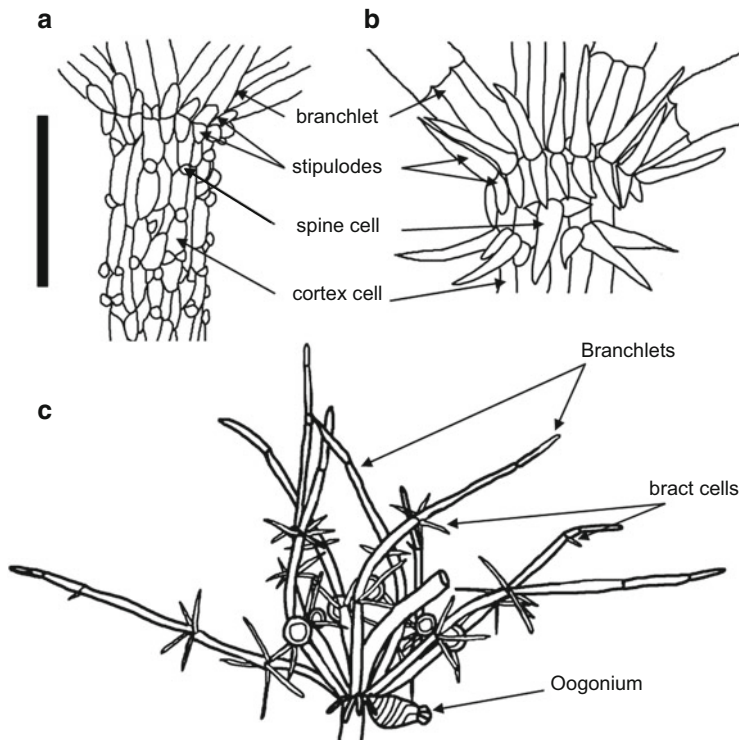 a
b
branchlet
stipulodes
spine cell
cortex cell
Branchlets
c
bract cells
Oogonium